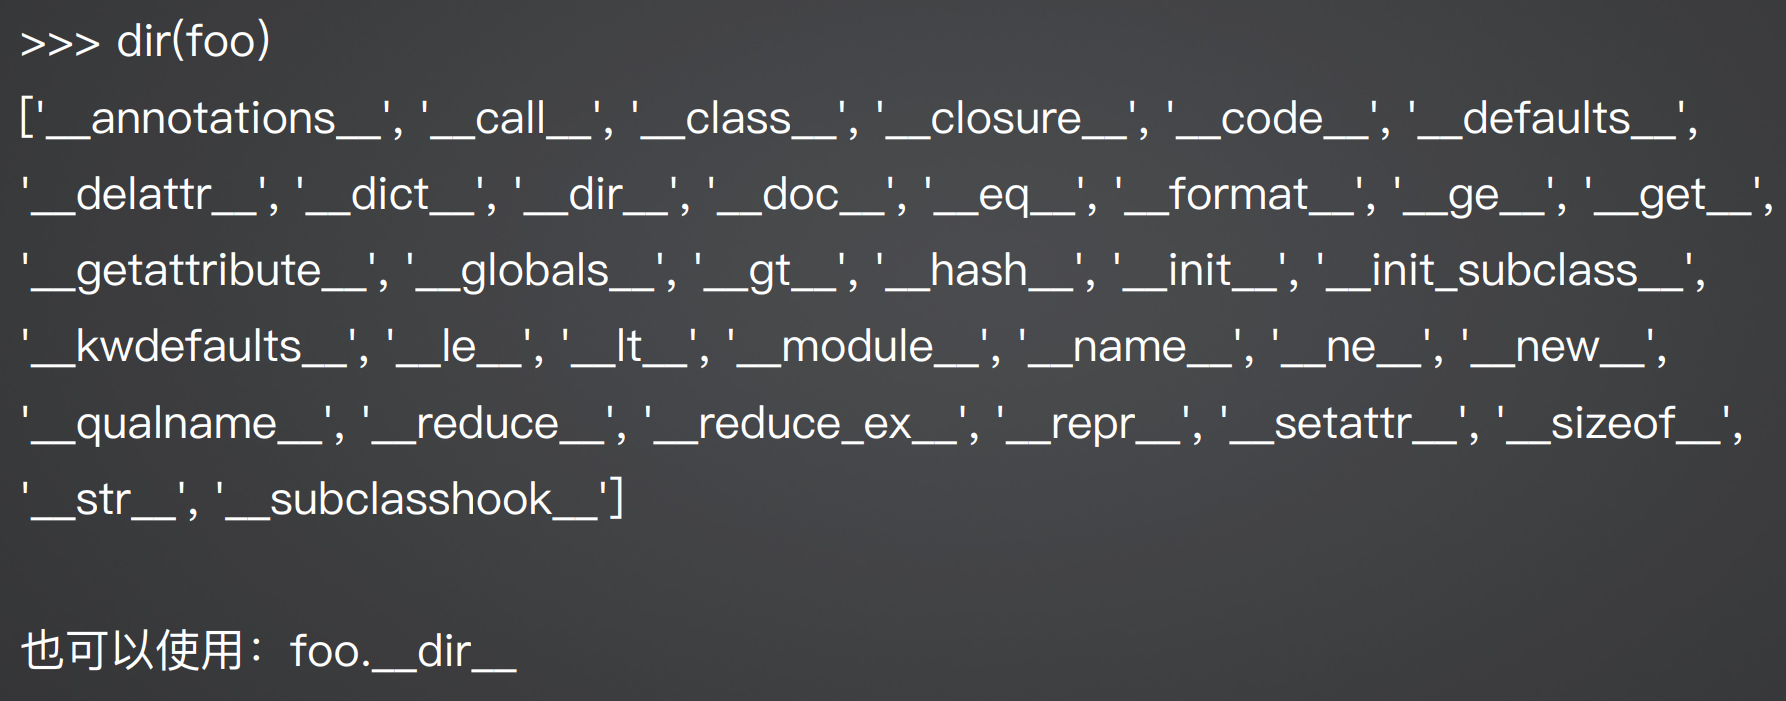 >>> dir(foo)
['__annotations__', '__call__', '__class__', '__closure__', '__code__', '__defaults__',
'__delattr__', '__dict__', '__dir__', '__doc__', '__eq__', '__format__', '__ge__', '__get__',
'__getattribute__', '__globals__', '__gt__', '__hash__', '__init__', '__init_subclass__',
'__kwdefaults__', '__le__', '__lt__', '__module__', '__name__', '__ne__', '__new__',
'__qualname__', '__reduce__', '__reduce_ex__', '__repr__', '__setattr__', '__sizeof__',
'__str__', '__subclasshook__']
也可以使用：foo.__dir__